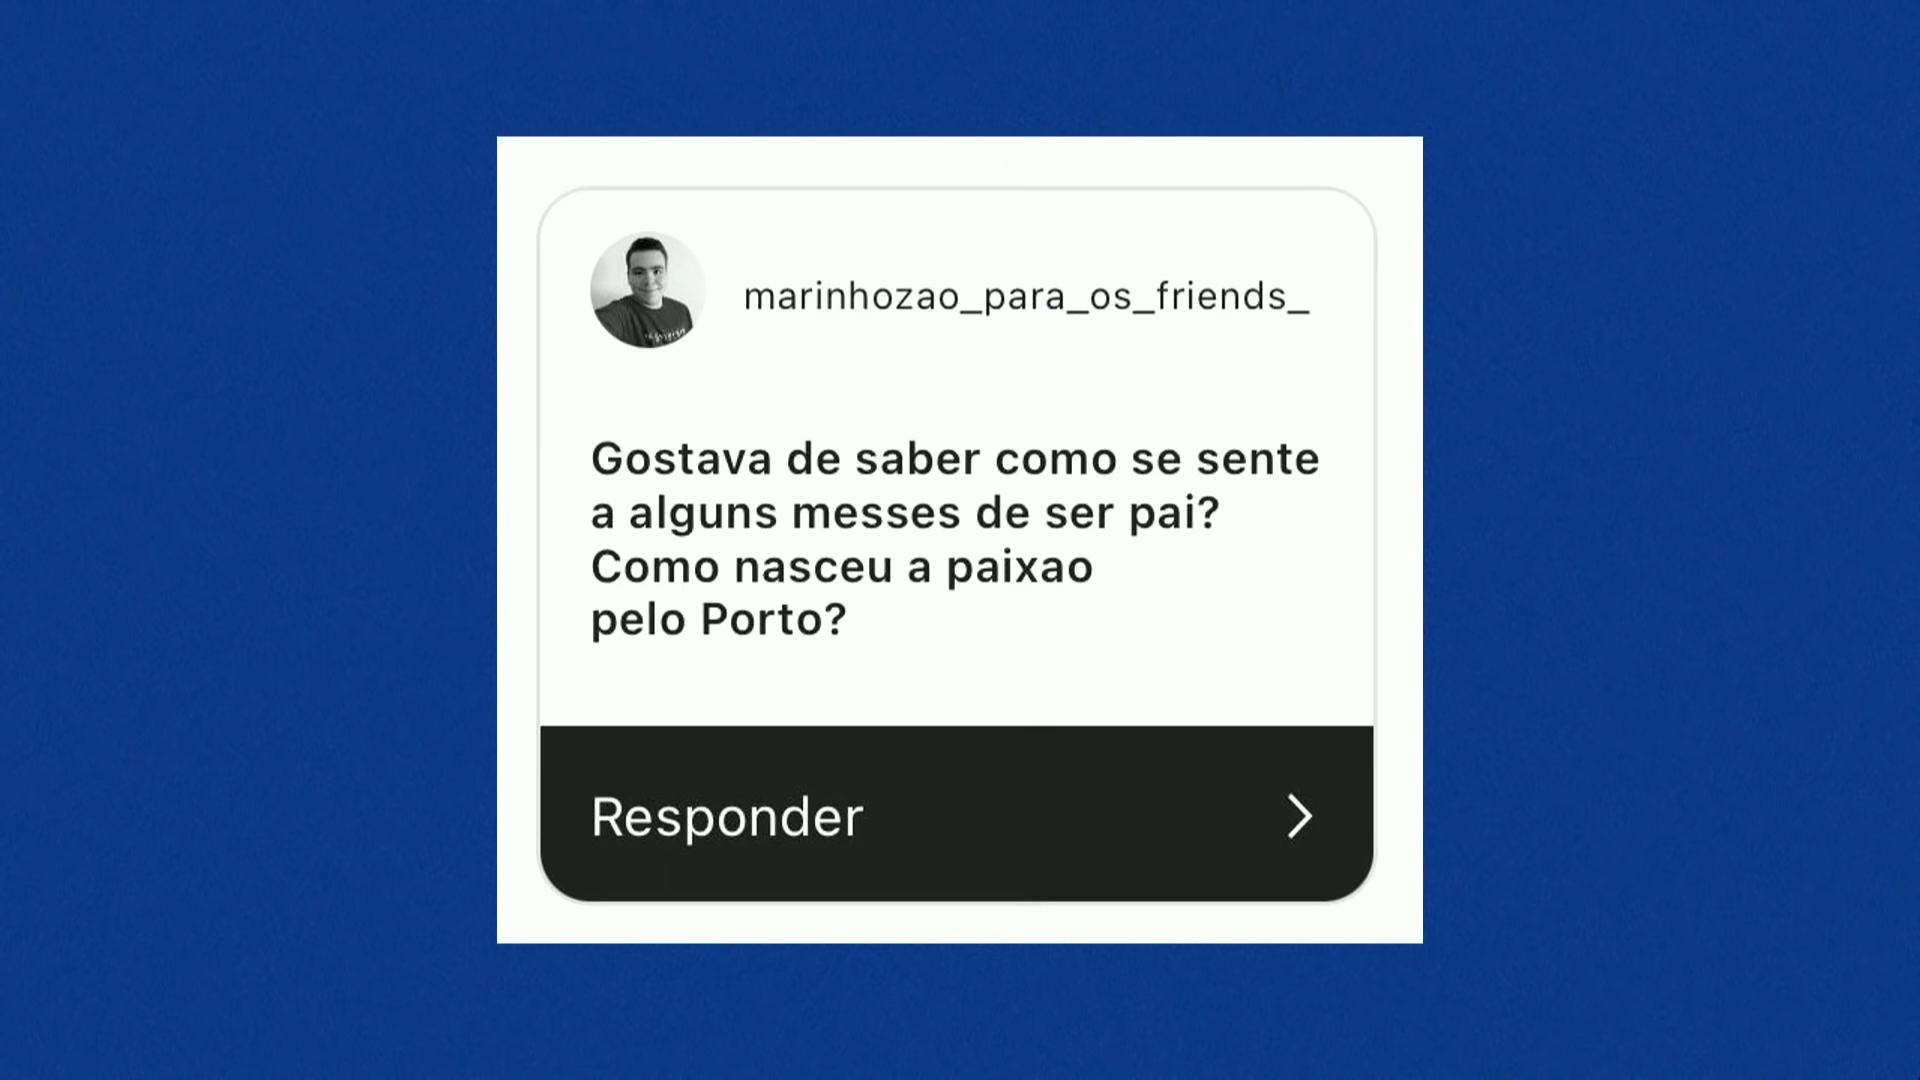 marinhozao_para_os_friends_
Gostava de saber como se sente
a alguns messes de ser pai?
Como nasceu a paixao
pelo Porto?
Responder